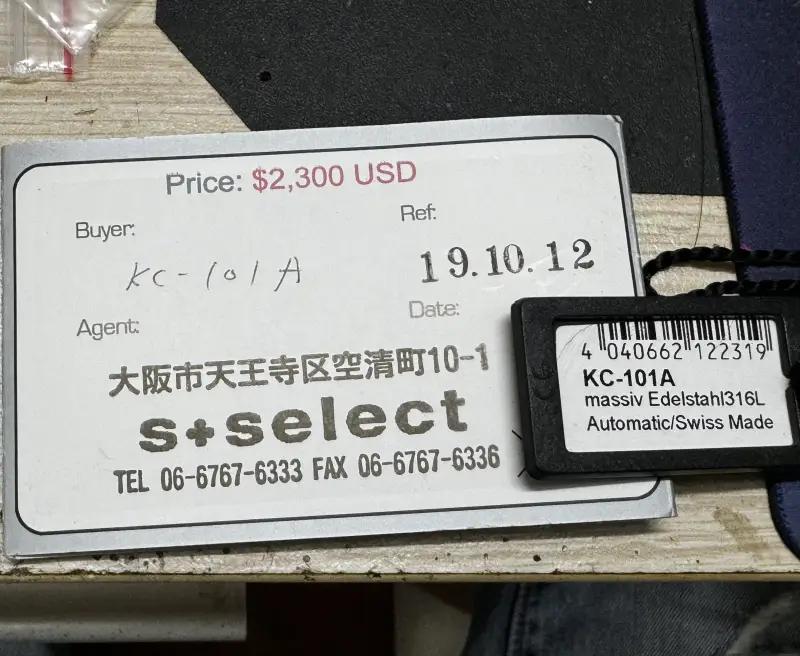 Price: $2,300 USD
Buyer:
Ref:
KC-101A
19.10.12
Agent:
Date:
大阪市天王寺区空清町10-1
s+select
TEL 06-6767-6333 FAX 06-6767-6336
4 040662 122319
KC-101A
massiv Edelstahl316L
Automatic/Swiss Made